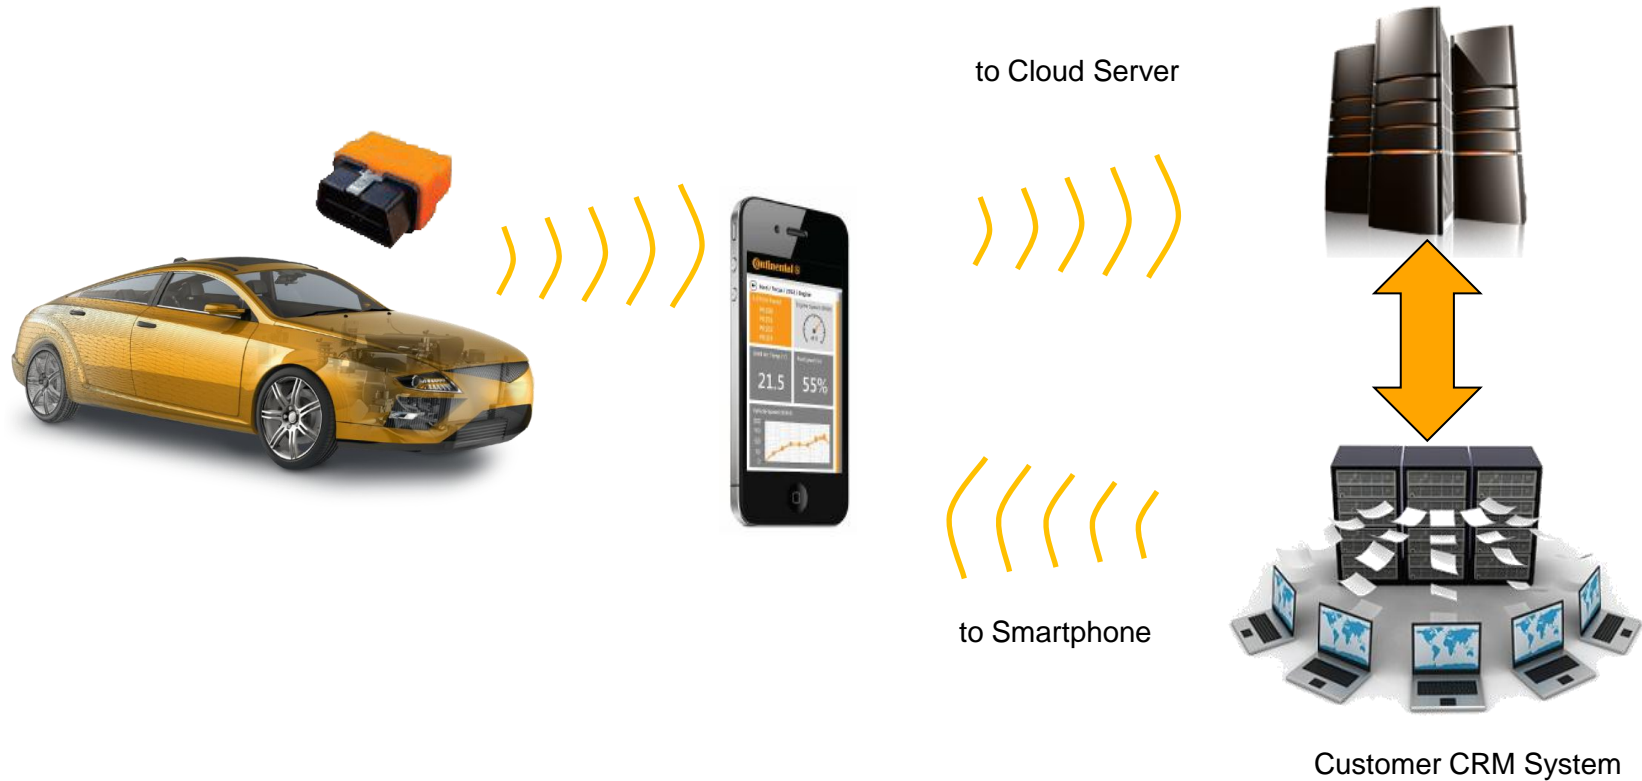 to Cloud Server
Continental
21.5
55%
to Smartphone
Customer CRM System